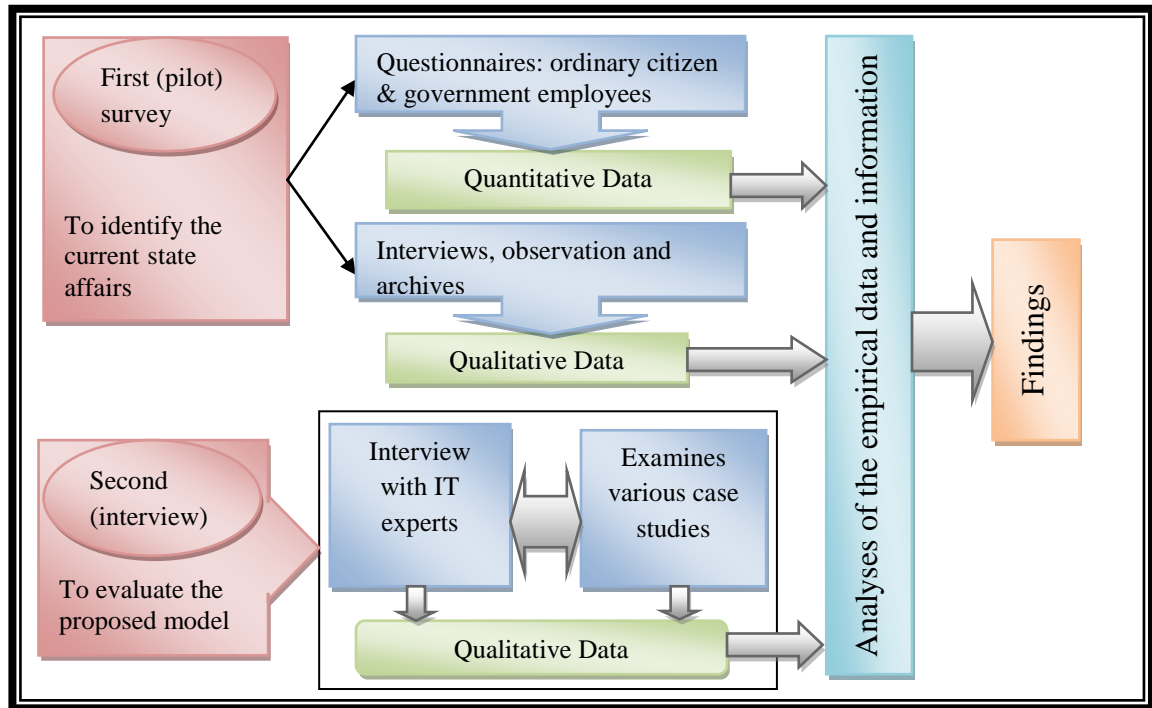 First (pilot)
survey
To identify the
current state
affairs
Questionnaires: ordinary citizen
& government employees
Quantitative Data
Interviews, observation and
archives
Qualitative Data
Second
(interview)
To evaluate the
proposed model
Interview
with IT
experts
Examines
various case
studies
Qualitative Data
Analyses of the empirical data and information
Findings